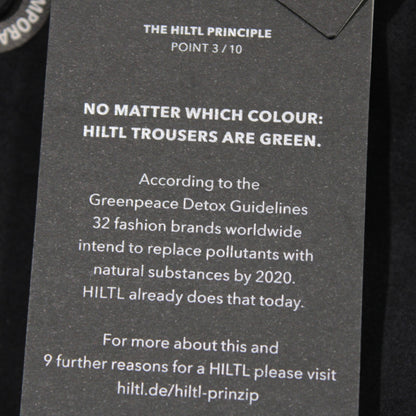 THE HILTL PRINCIPLE
POINT 3 / 10
NO MATTER WHICH COLOUR:
HILTL TROUSERS ARE GREEN.
According to the
Greenpeace Detox Guidelines
32 fashion brands worldwide
intend to replace pollutants with
natural substances by 2020.
HILTL already does that today.
For more about this and
9 further reasons for a HILTL please visit
hiltl.de/hiltl-prinzip